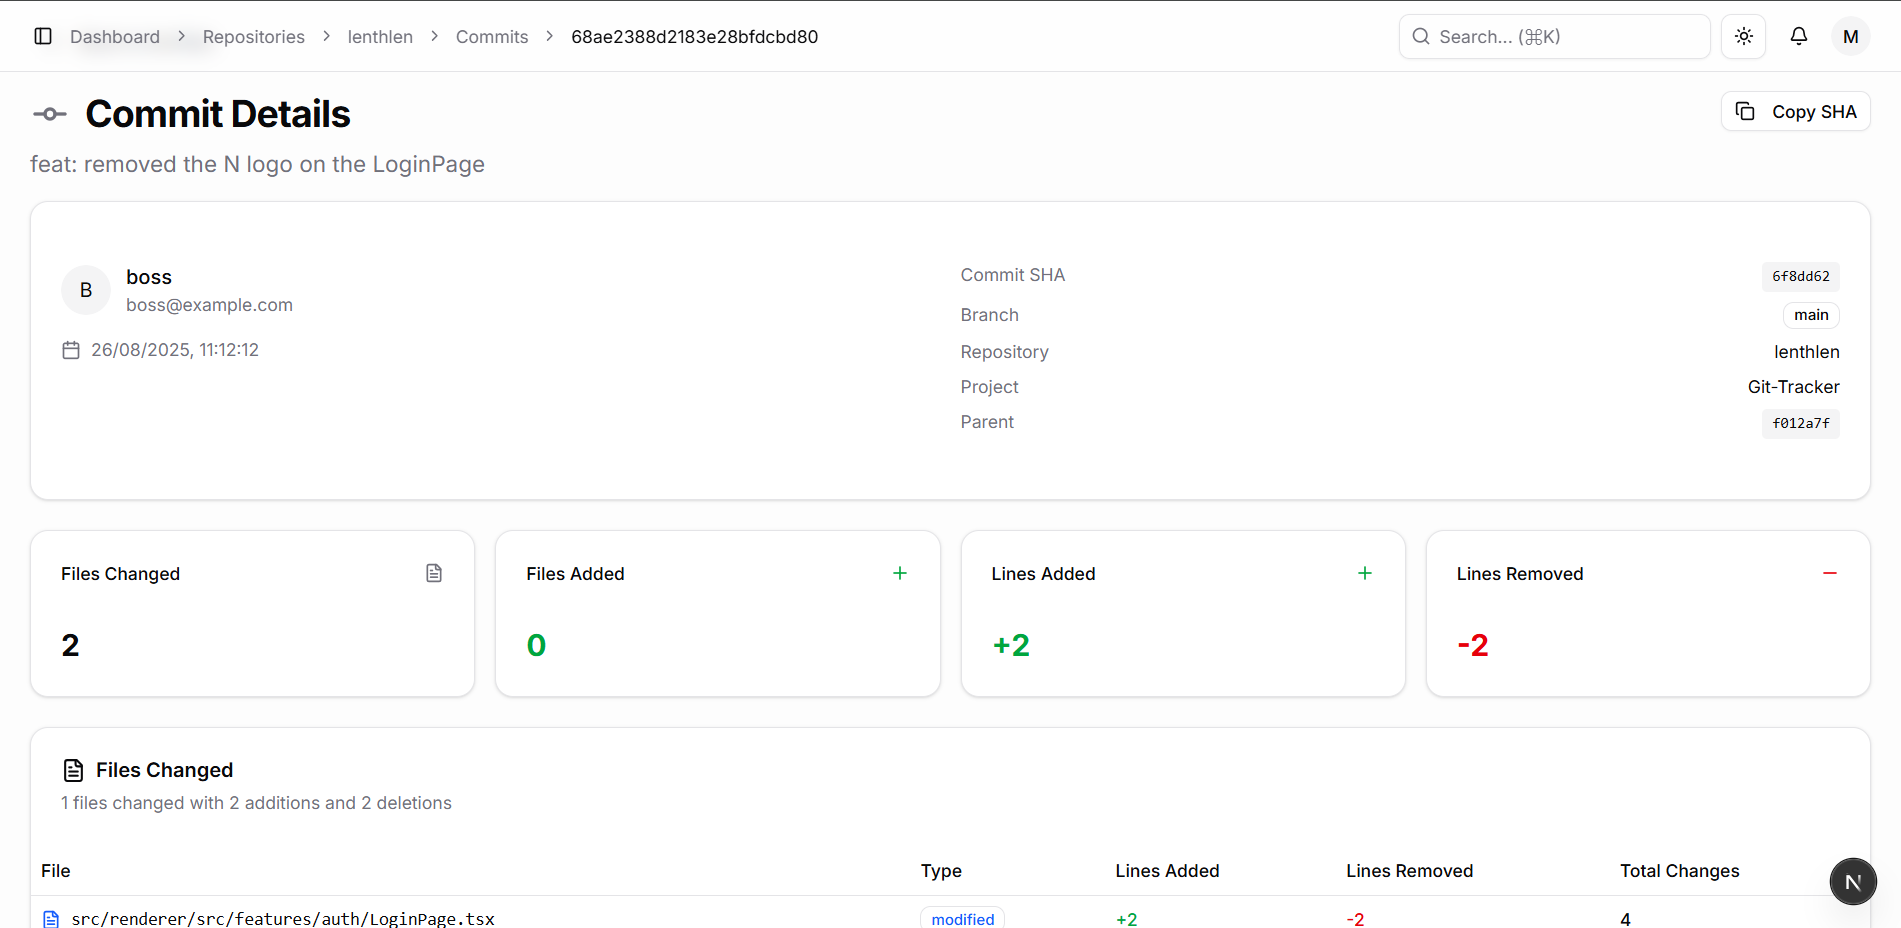 Dashboard > Repositories > lenthlen > Commits > 68ae2388d2183e28bfdcbd80
Search... (⌘K)
M
Commit Details
Copy SHA
feat: removed the N logo on the LoginPage
B
boss
boss@example.com
26/08/2025, 11:12:12
Commit SHA 6f8dd62
Branch main
Repository lenthlen
Project Git-Tracker
Parent f012a7f
Files Changed
2
Files Added
0
Lines Added
+2
Lines Removed
-2
Files Changed
1 files changed with 2 additions and 2 deletions
File Type Lines Added Lines Removed Total Changes
src/renderer/src/features/auth/LoginPage.tsx modified +2 -2 4
N